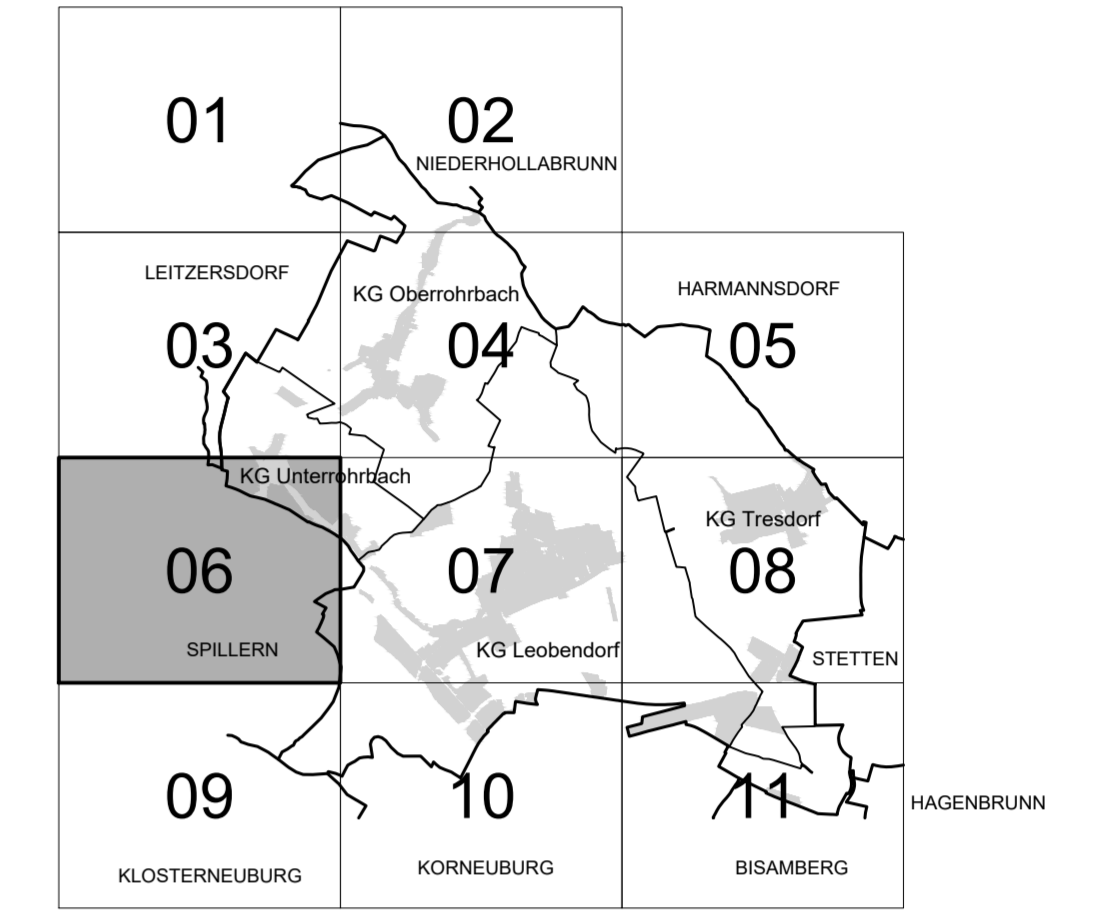 01
02
NIEDERHOLLABRUNN
LEITZERSDORF
KG Oberrohrbach
HARMANNSDORF
03
04
05
KG Unterrohrbach
KG Tresdorf
06
07
08
SPILLERN
KG Leobendorf
STETTEN
09
10
11
HAGENBRUNN
KLOSTERNEUBURG
KORNEUBURG
BISAMBERG